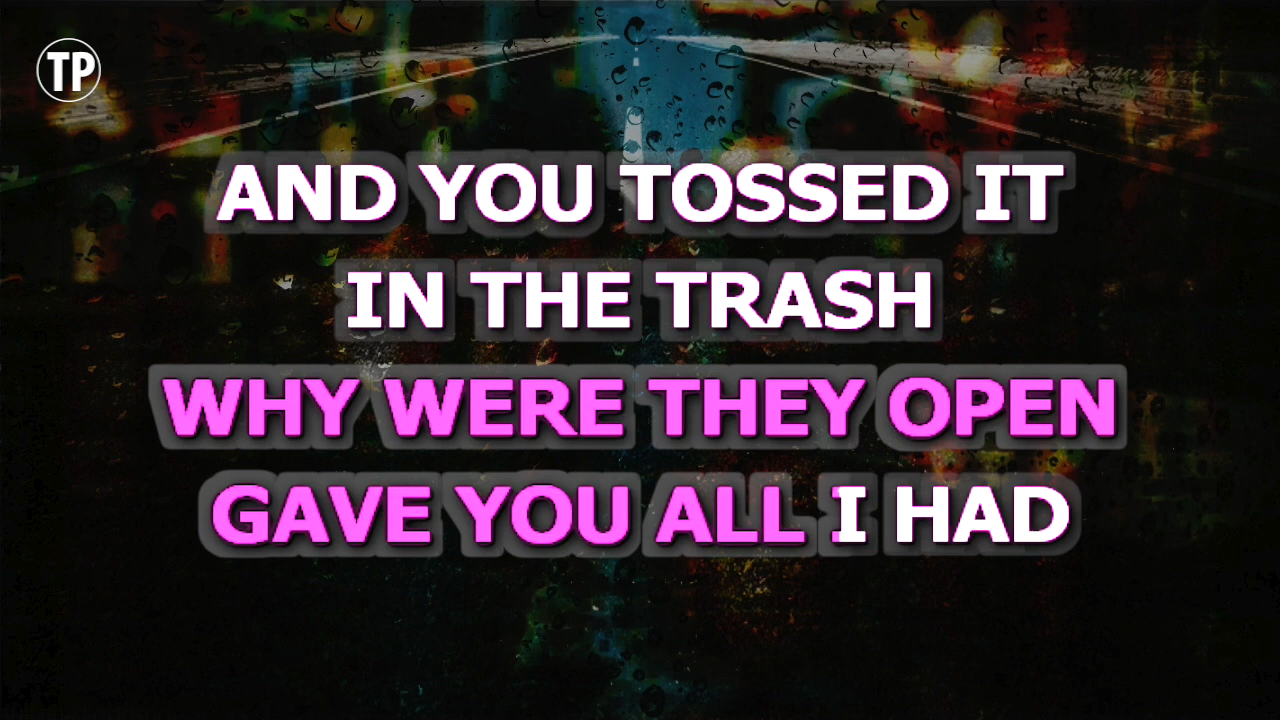 TP
AND YOU TOSSED IT
IN THE TRASH
WHY WERE THEY OPEN
GAVE YOU ALL I HAD